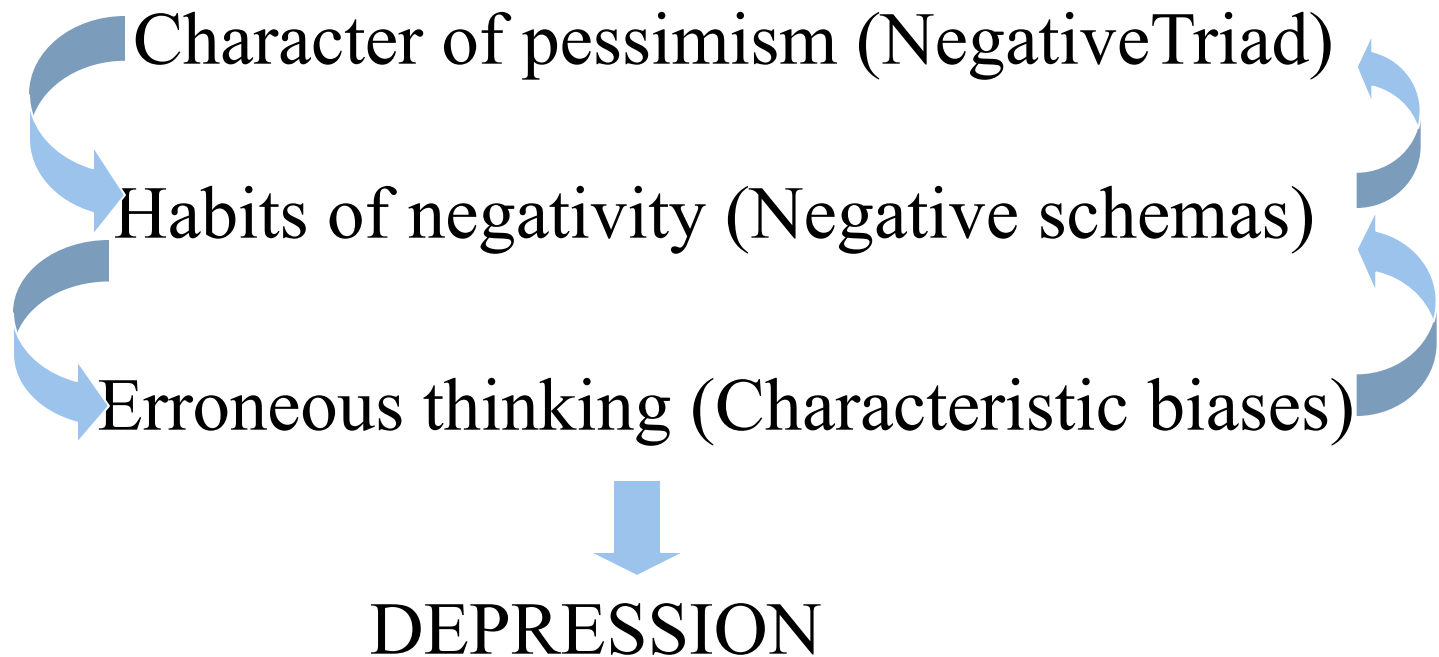 Character of pessimism (NegativeTriad)
Habits of negativity (Negative schemas)
Erroneous thinking (Characteristic biases)
DEPRESSION